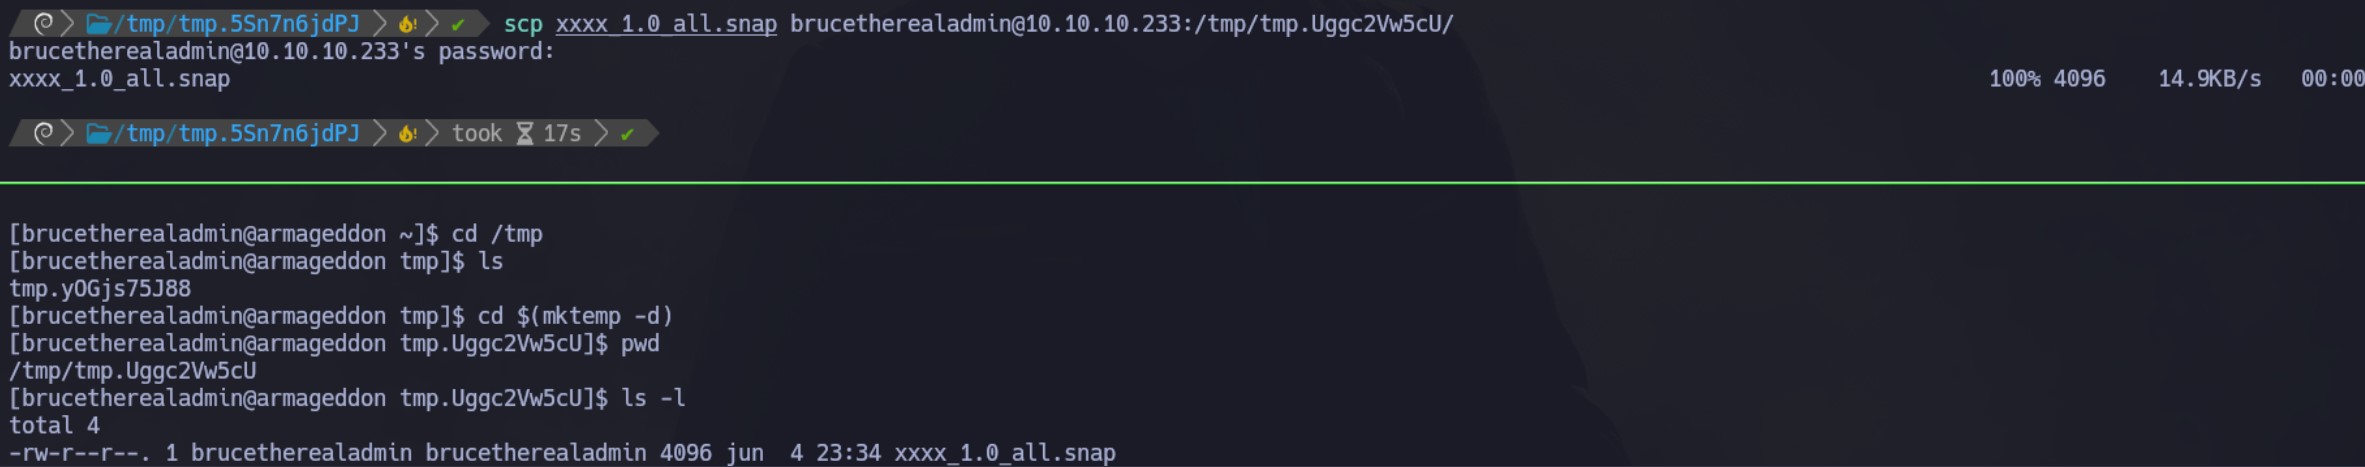 /tmp/tmp.5Sn7n6jdPJ ! ✔ scp xxxx_1.0_all.snap brucetherealadmin@10.10.10.233:/tmp/tmp.Uggc2Vw5cU/
brucetherealadmin@10.10.10.233's password:
xxxx_1.0_all.snap 100% 4096 14.9KB/s 00:00
/tmp/tmp.5Sn7n6jdPJ ! took 17s ✔
[brucetherealadmin@armageddon ~]$ cd /tmp
[brucetherealadmin@armageddon tmp]$ ls
tmp.yOGjs75J88
[brucetherealadmin@armageddon tmp]$ cd $(mktemp -d)
[brucetherealadmin@armageddon tmp.Uggc2Vw5cU]$ pwd
/tmp/tmp.Uggc2Vw5cU
[brucetherealadmin@armageddon tmp.Uggc2Vw5cU]$ ls -l
total 4
-rw-r--r--. 1 brucetherealadmin brucetherealadmin 4096 jun  4 23:34 xxxx_1.0_all.snap